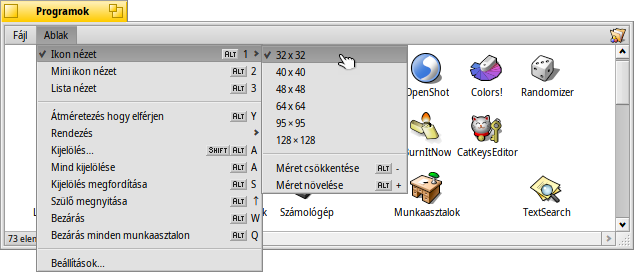 Programok
Fájl Ablak
Ikon nézet ALT 1
Mini ikon nézet ALT 2
Lista nézet ALT 3
Átméretezés hogy elférjen ALT Y
Rendezés
Kijelölés... SHIFT ALT A
Mind kijelölése ALT A
Kijelölés megfordítása ALT S
Szülő megnyitása ALT ↑
Bezárás ALT W
Bezárás minden munkaasztalon ALT Q
Beállítások...
32 x 32
40 x 40
48 x 48
64 x 64
95 × 95
128 × 128
Méret csökkentése ALT -
Méret növelése ALT +
OpenShot Colors! Randomizer
BurnItNow CatKeysEditor
Számológép Munkaasztalok TextSearch
73 elem